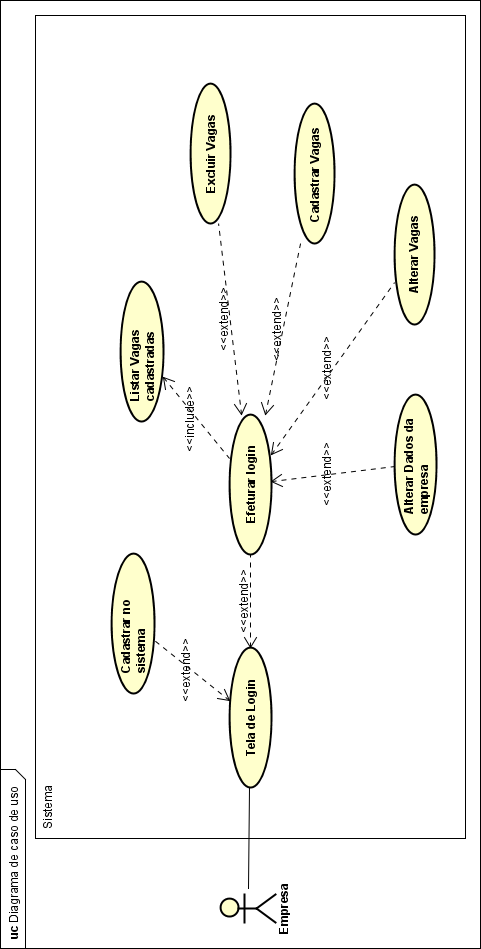 uc Diagrama de caso de uso
Sistema
Empresa
Tela de Login
Cadastrar no
sistema
<<extend>>
<<extend>>
Efeturar login
<<include>>
Listar Vagas
cadastradas
<<extend>>
Excluir Vagas
<<extend>>
Cadastrar Vagas
<<extend>>
Alterar Vagas
<<extend>>
Alterar Dados da
empresa